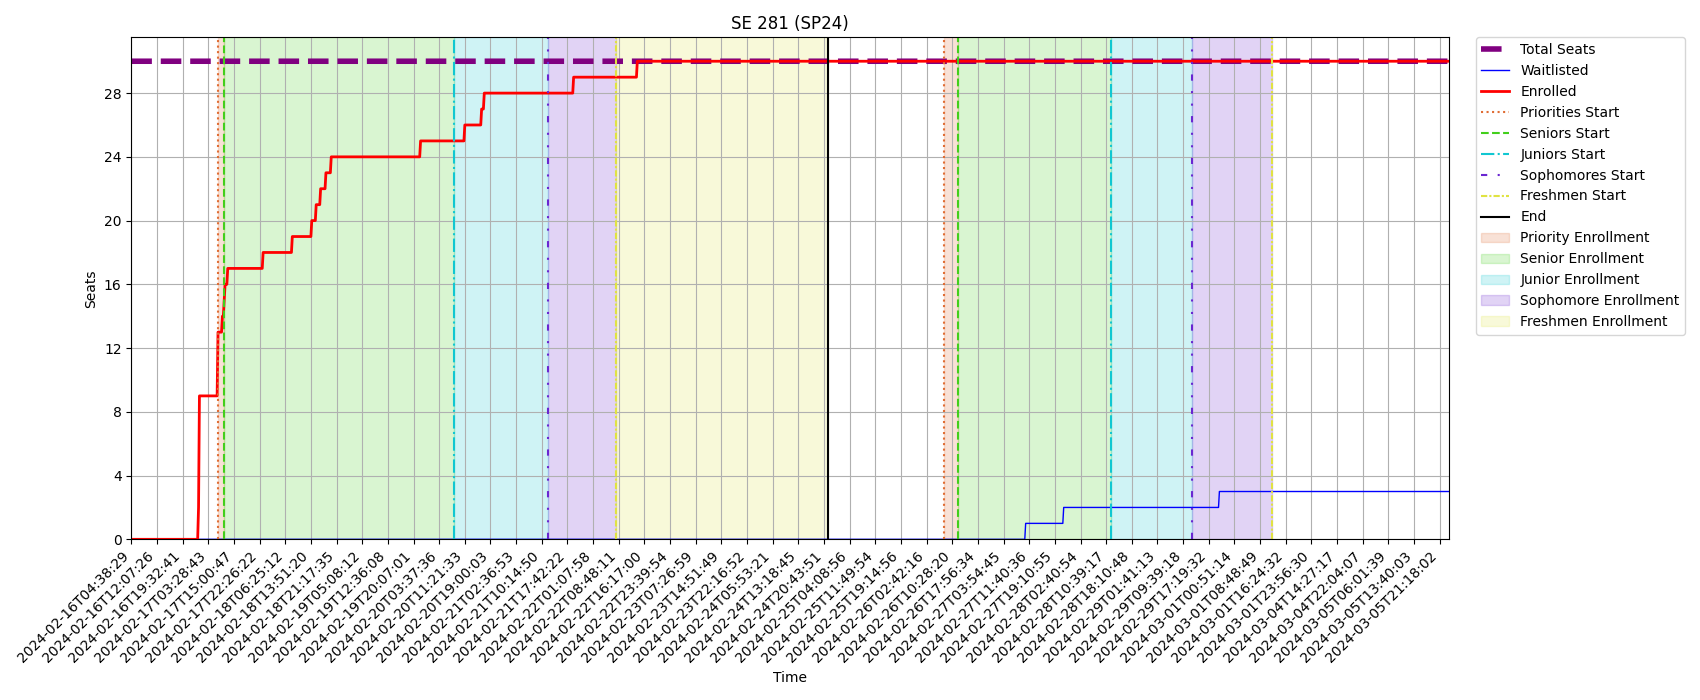 SE 281 (SP24)
Seats
28
24
20
16
12
8
4
0
2024-02-16T04:38:29
2024-02-16T12:07:26
2024-02-16T19:32:41
2024-02-17T03:28:43
2024-02-17T15:00:47
2024-02-17T22:26:22
2024-02-18T06:25:12
2024-02-18T13:51:20
2024-02-18T21:17:35
2024-02-19T05:08:12
2024-02-19T12:36:08
2024-02-19T20:07:01
2024-02-20T03:37:36
2024-02-20T11:21:33
2024-02-20T19:00:03
2024-02-21T02:36:53
2024-02-21T10:14:50
2024-02-21T17:42:22
2024-02-22T01:07:58
2024-02-22T08:48:11
2024-02-22T16:17:00
2024-02-22T23:39:54
2024-02-23T07:26:59
2024-02-23T14:51:49
2024-02-23T22:16:52
2024-02-24T05:53:21
2024-02-24T13:18:45
2024-02-24T20:43:51
2024-02-25T04:08:56
2024-02-25T11:49:54
2024-02-25T19:14:56
2024-02-26T02:42:16
2024-02-26T10:28:20
2024-02-26T17:56:34
2024-02-27T03:54:45
2024-02-27T11:40:36
2024-02-27T19:10:55
2024-02-28T02:40:54
2024-02-28T10:39:17
2024-02-28T18:10:48
2024-02-29T01:41:13
2024-02-29T09:39:18
2024-02-29T17:19:32
2024-03-01T00:51:14
2024-03-01T08:48:49
2024-03-01T16:24:32
2024-03-01T23:56:30
2024-03-04T14:27:17
2024-03-04T22:04:07
2024-03-05T06:01:39
2024-03-05T13:40:03
2024-03-05T21:18:02
Time
Total Seats
Waitlisted
Enrolled
Priorities Start
Seniors Start
Juniors Start
Sophomores Start
Freshmen Start
End
Priority Enrollment
Senior Enrollment
Junior Enrollment
Sophomore Enrollment
Freshmen Enrollment